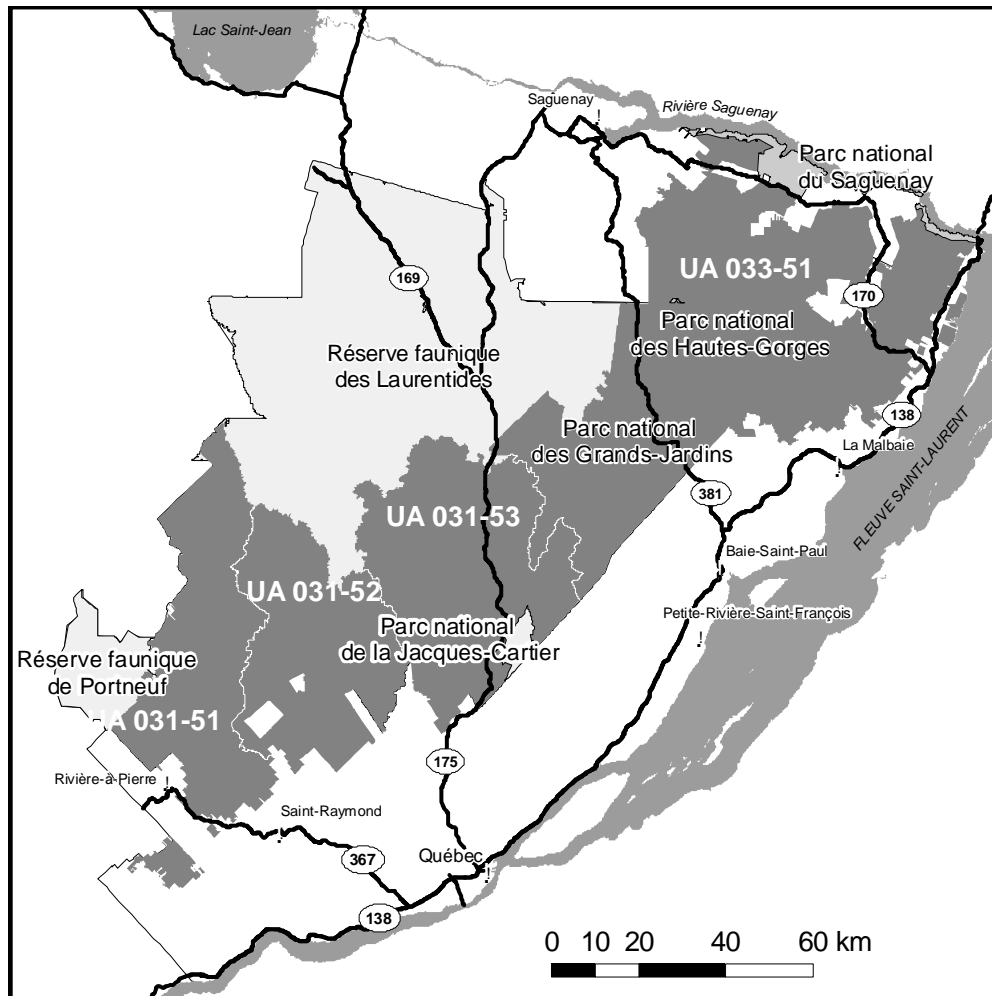 Lac Saint-Jean
Saguenay
Rivière Saguenay
Parc national
du Saguenay
UA 033-51
169
170
Parc national
des Hautes-Gorges
Réserve faunique
des Laurentides
138
Parc national
des Grands-Jardins
La Malbaie
FLEUVE SAINT-LAURENT
381
UA 031-53
Baie-Saint-Paul
UA 031-52
Petite-Rivière-Saint-François
Parc national
de la Jacques-Cartier
Réserve faunique
de Portneuf
UA 031-51
175
Rivière-à-Pierre
Saint-Raymond
367
Québec
138
0 10 20 40 60 km